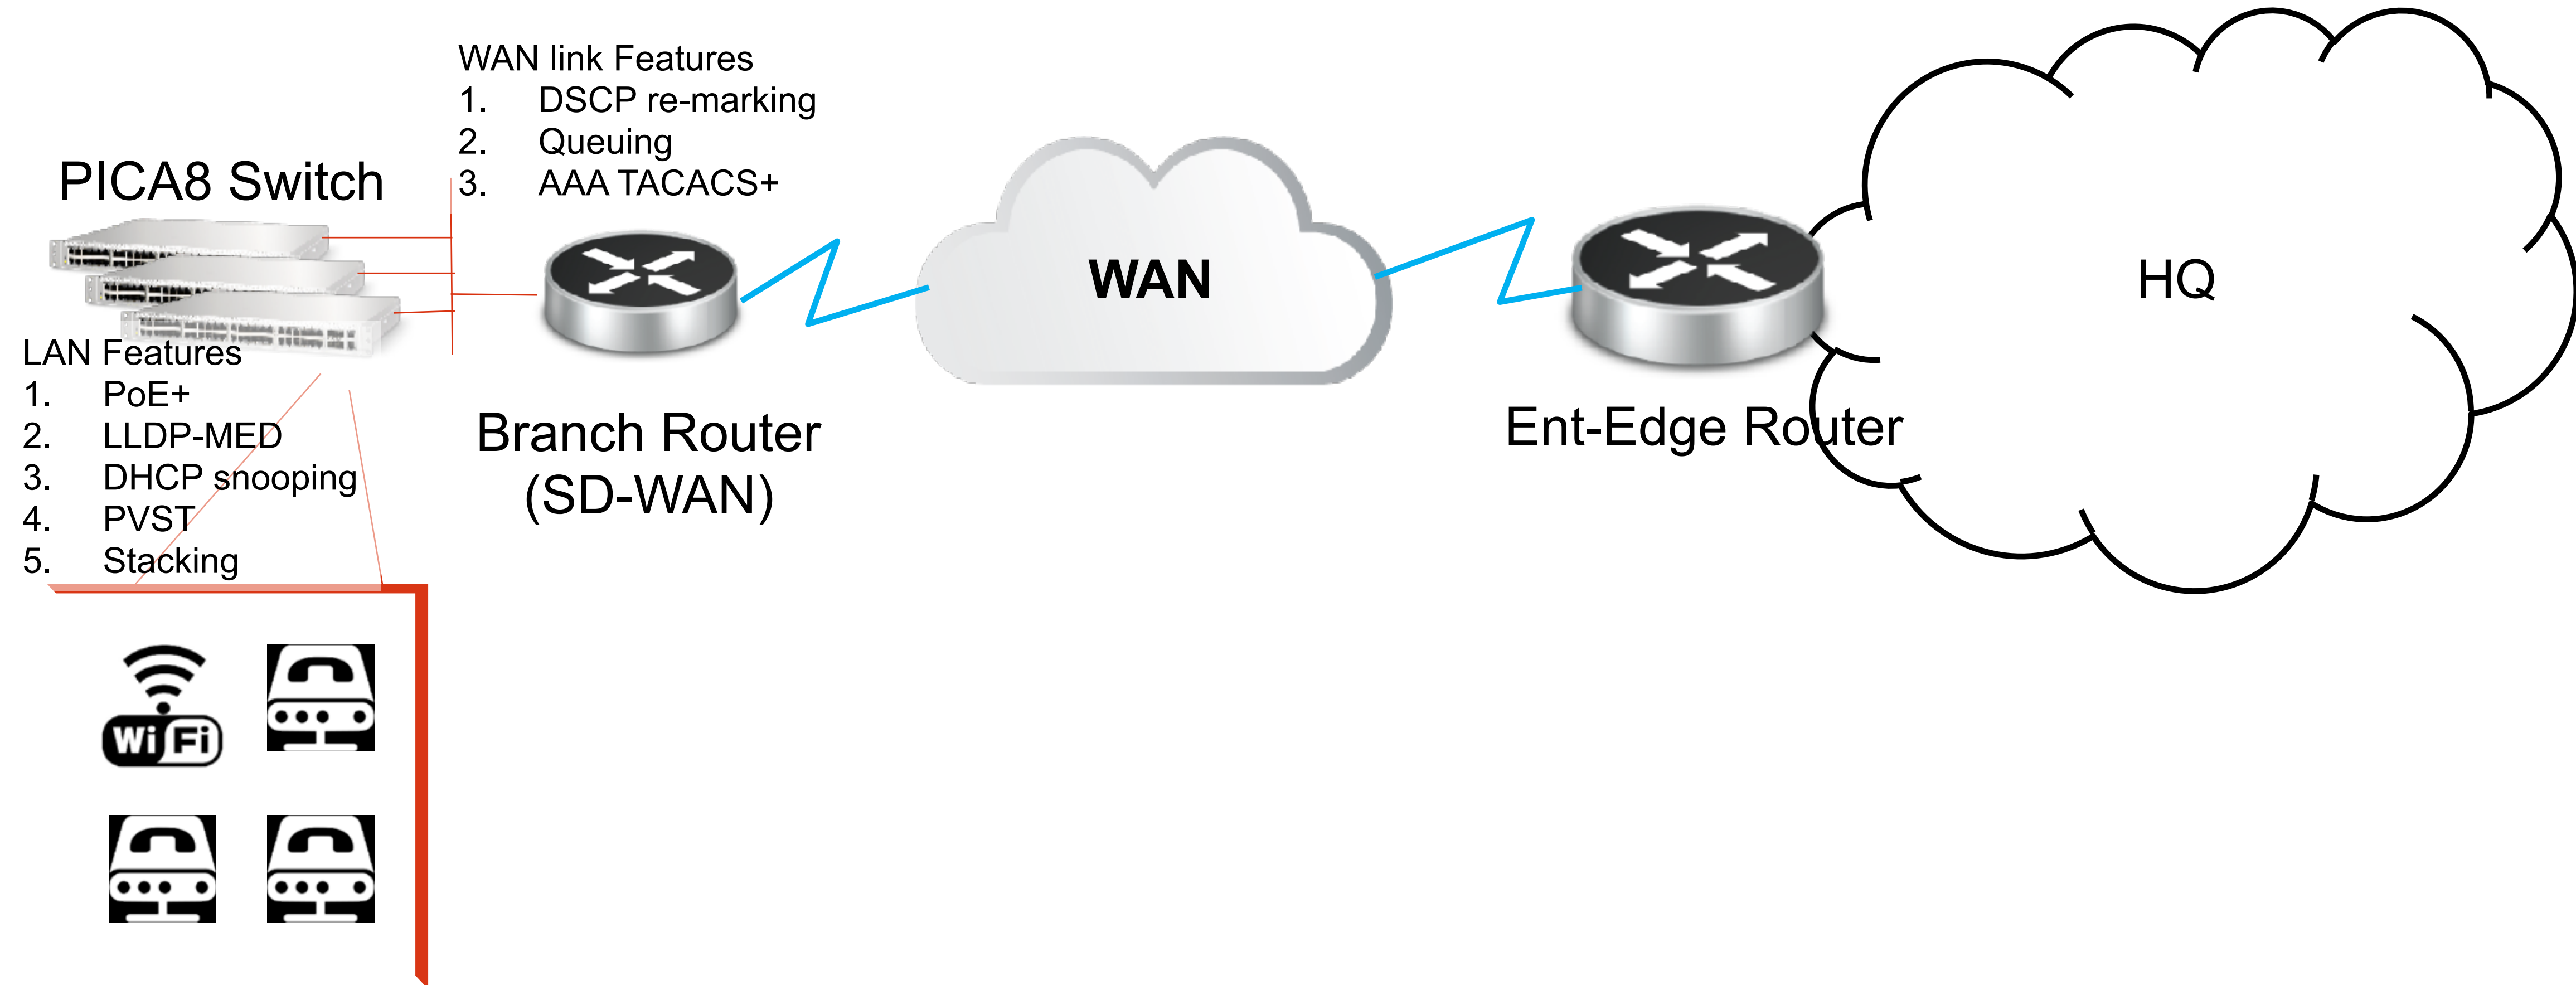 WAN link Features
1. DSCP re-marking
2. Queuing
3. AAA TACACS+
PICA8 Switch
LAN Features
1. PoE+
2. LLDP-MED
3. DHCP snooping
4. PVST
5. Stacking
Branch Router
(SD-WAN)
WAN
Ent-Edge Router
HQ
Wi Fi